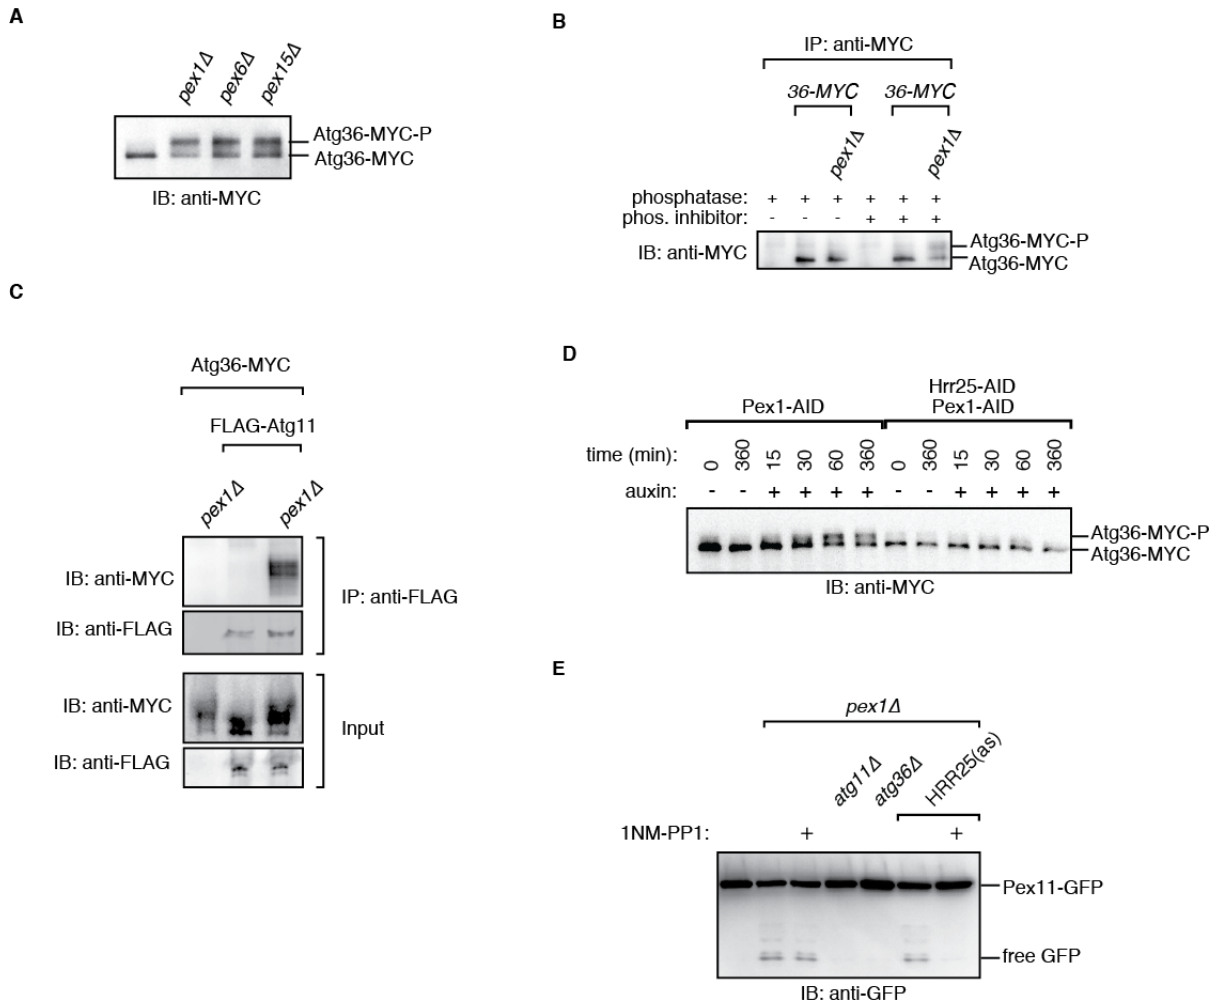 A
pex1Δ pex6Δ pex15Δ
Atg36-MYC-P
Atg36-MYC
IB: anti-MYC
B
IP: anti-MYC
36-MYC 36-MYC
pex1Δ pex1Δ
phosphatase: + + + + + +
phos. inhibitor: - - - + + +
IB: anti-MYC
Atg36-MYC-P
Atg36-MYC
C
Atg36-MYC
FLAG-Atg11
pex1Δ pex1Δ
IB: anti-MYC
IB: anti-FLAG
IP: anti-FLAG
IB: anti-MYC
IB: anti-FLAG
Input
D
Pex1-AID
Hrr25-AID
Pex1-AID
time (min): 0 360 15 30 60 360 0 360 15 30 60 360
auxin: - - + + + + - - + + + +
Atg36-MYC-P
Atg36-MYC
IB: anti-MYC
E
pex1Δ
atg11Δ atg36Δ HRR25(as)
1NM-PP1: + +
Pex11-GFP
free GFP
IB: anti-GFP